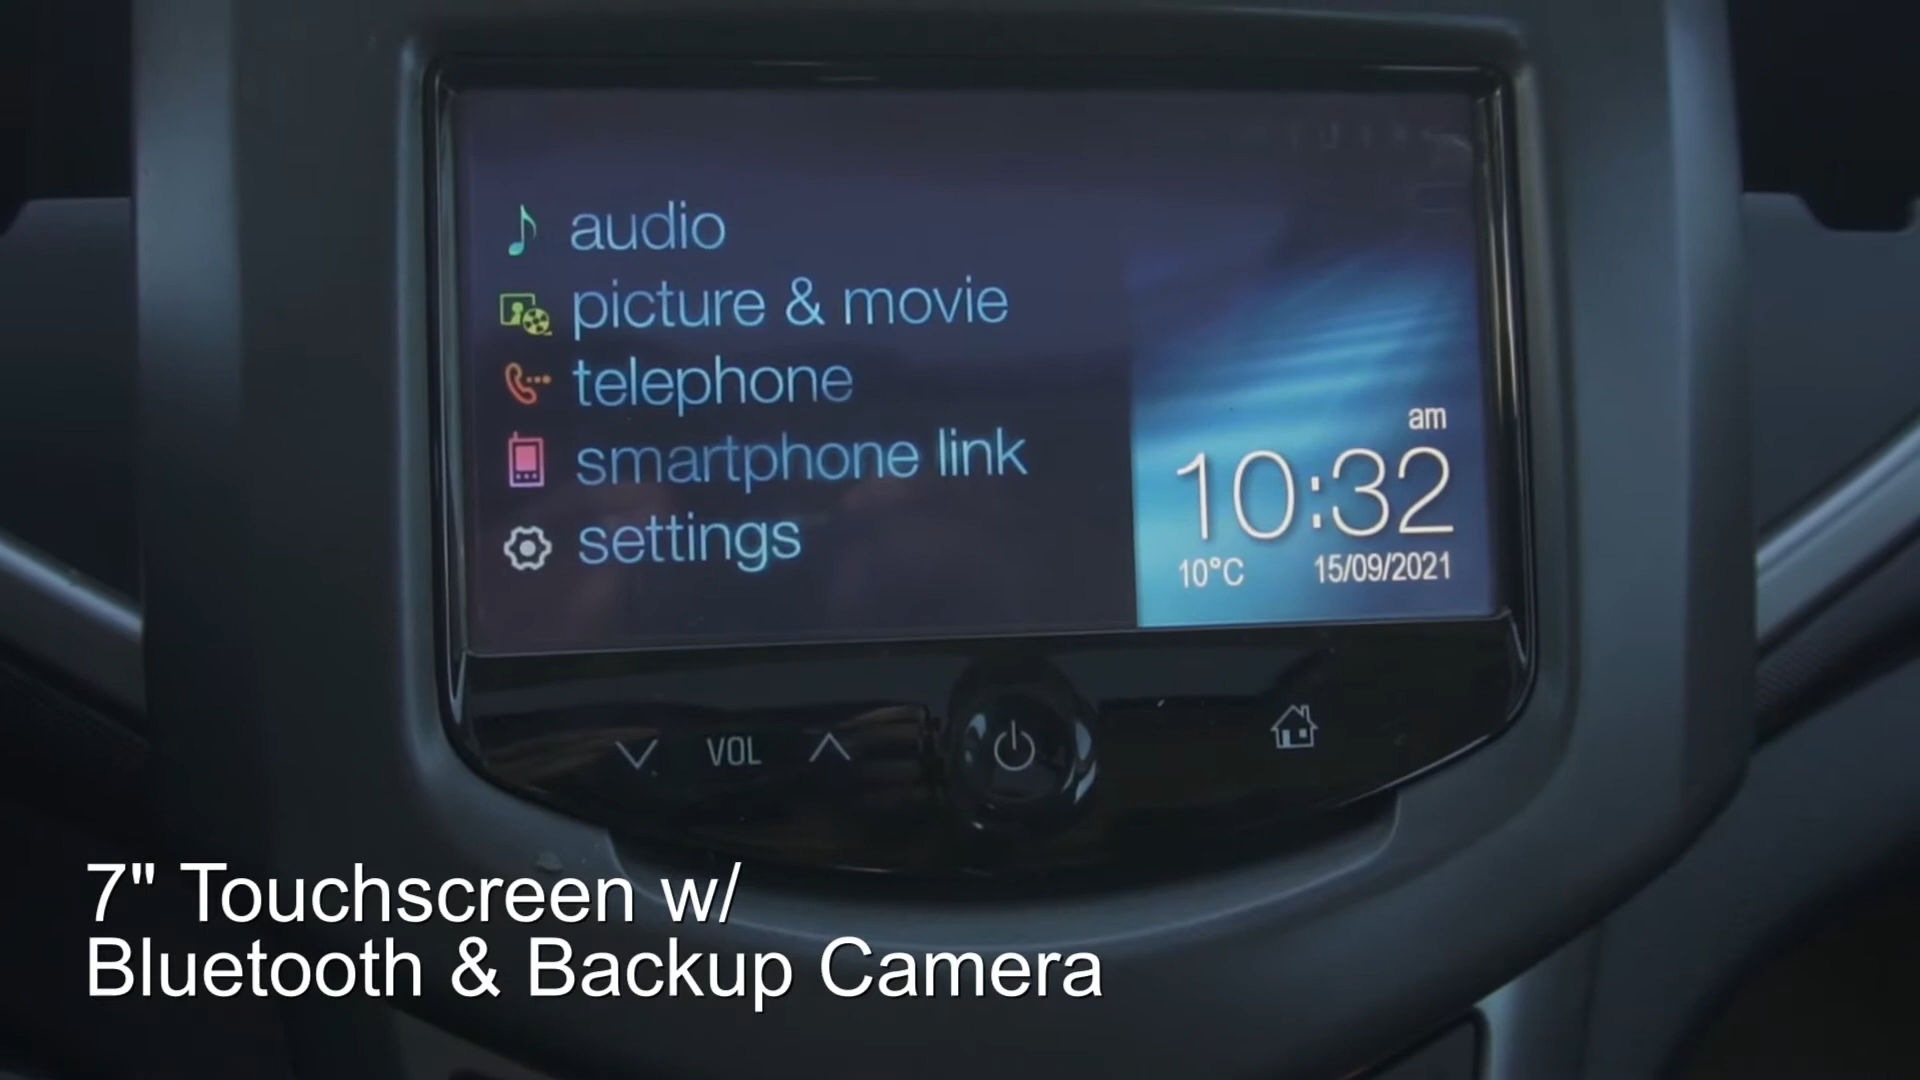 audio
picture & movie
telephone
smartphone link
settings
am
10:32
10°C 15/09/2021
VOL
7" Touchscreen w/
Bluetooth & Backup Camera